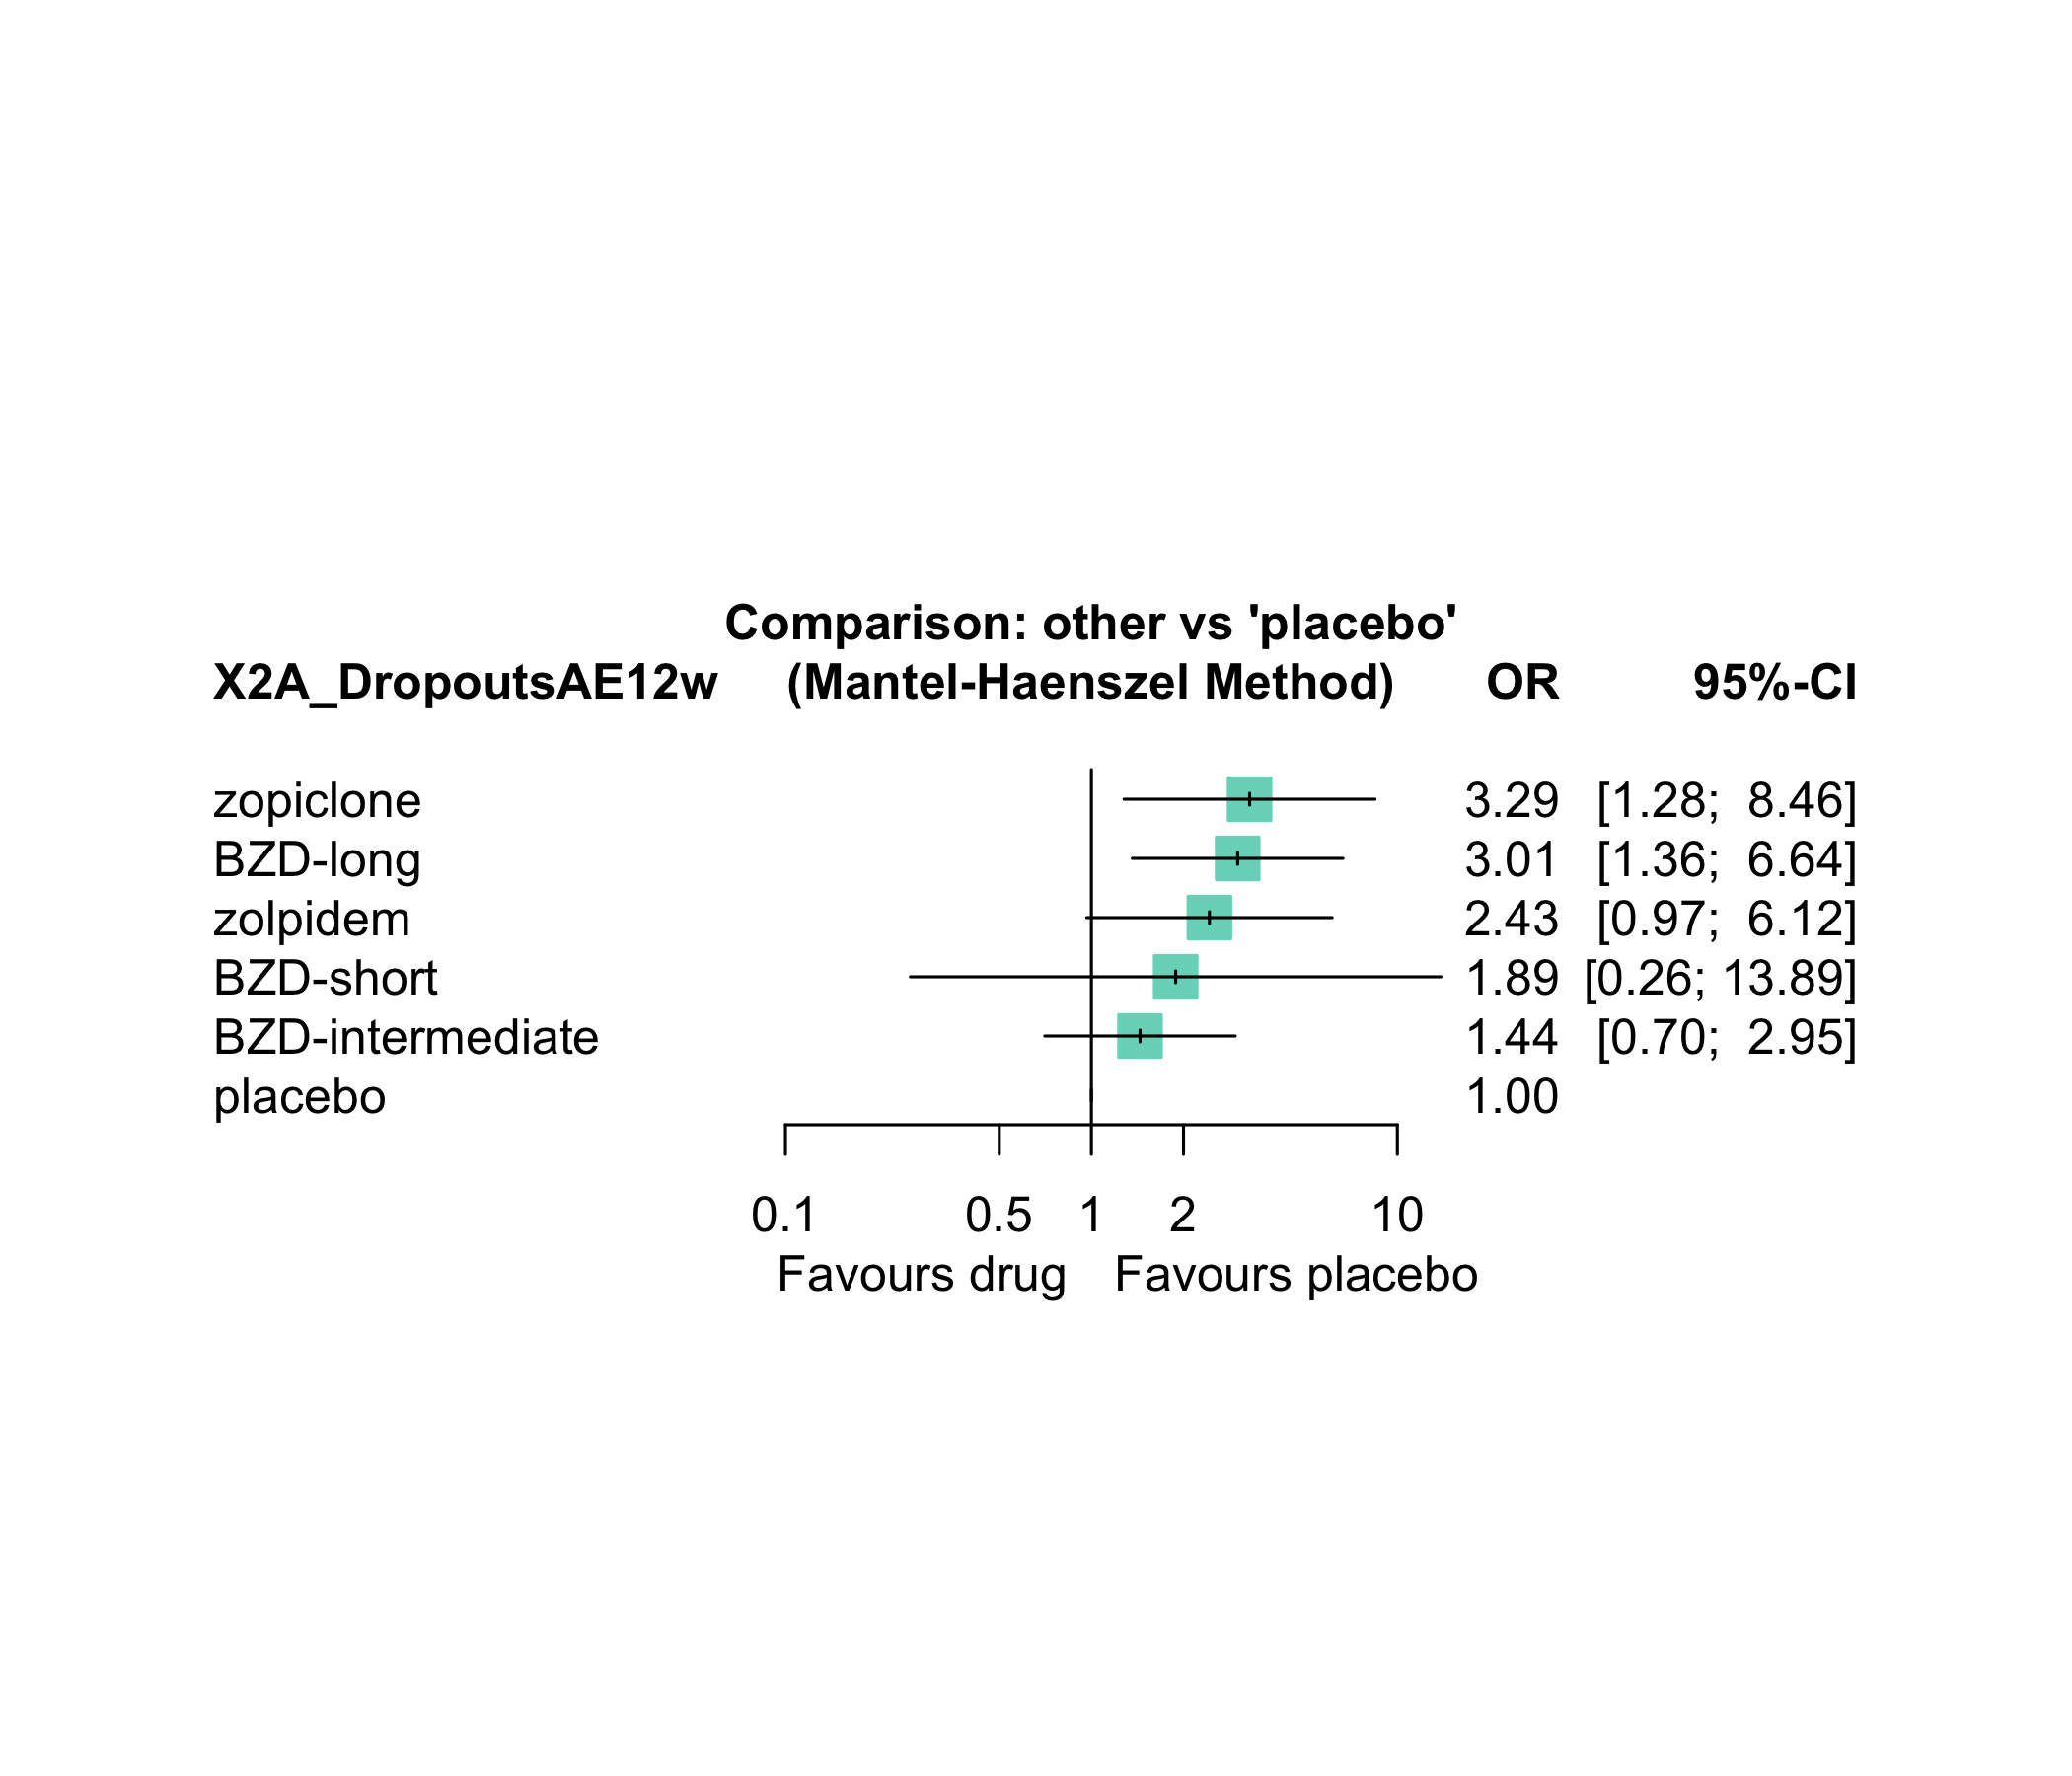 Comparison: other vs 'placebo'
X2A_DropoutsAE12w (Mantel-Haenszel Method) OR 95%-CI
zopiclone 3.29 [1.28; 8.46]
BZD-long 3.01 [1.36; 6.64]
zolpidem 2.43 [0.97; 6.12]
BZD-short 1.89 [0.26; 13.89]
BZD-intermediate 1.44 [0.70; 2.95]
placebo 1.00
0.1 0.5 1 2 10
Favours drug Favours placebo